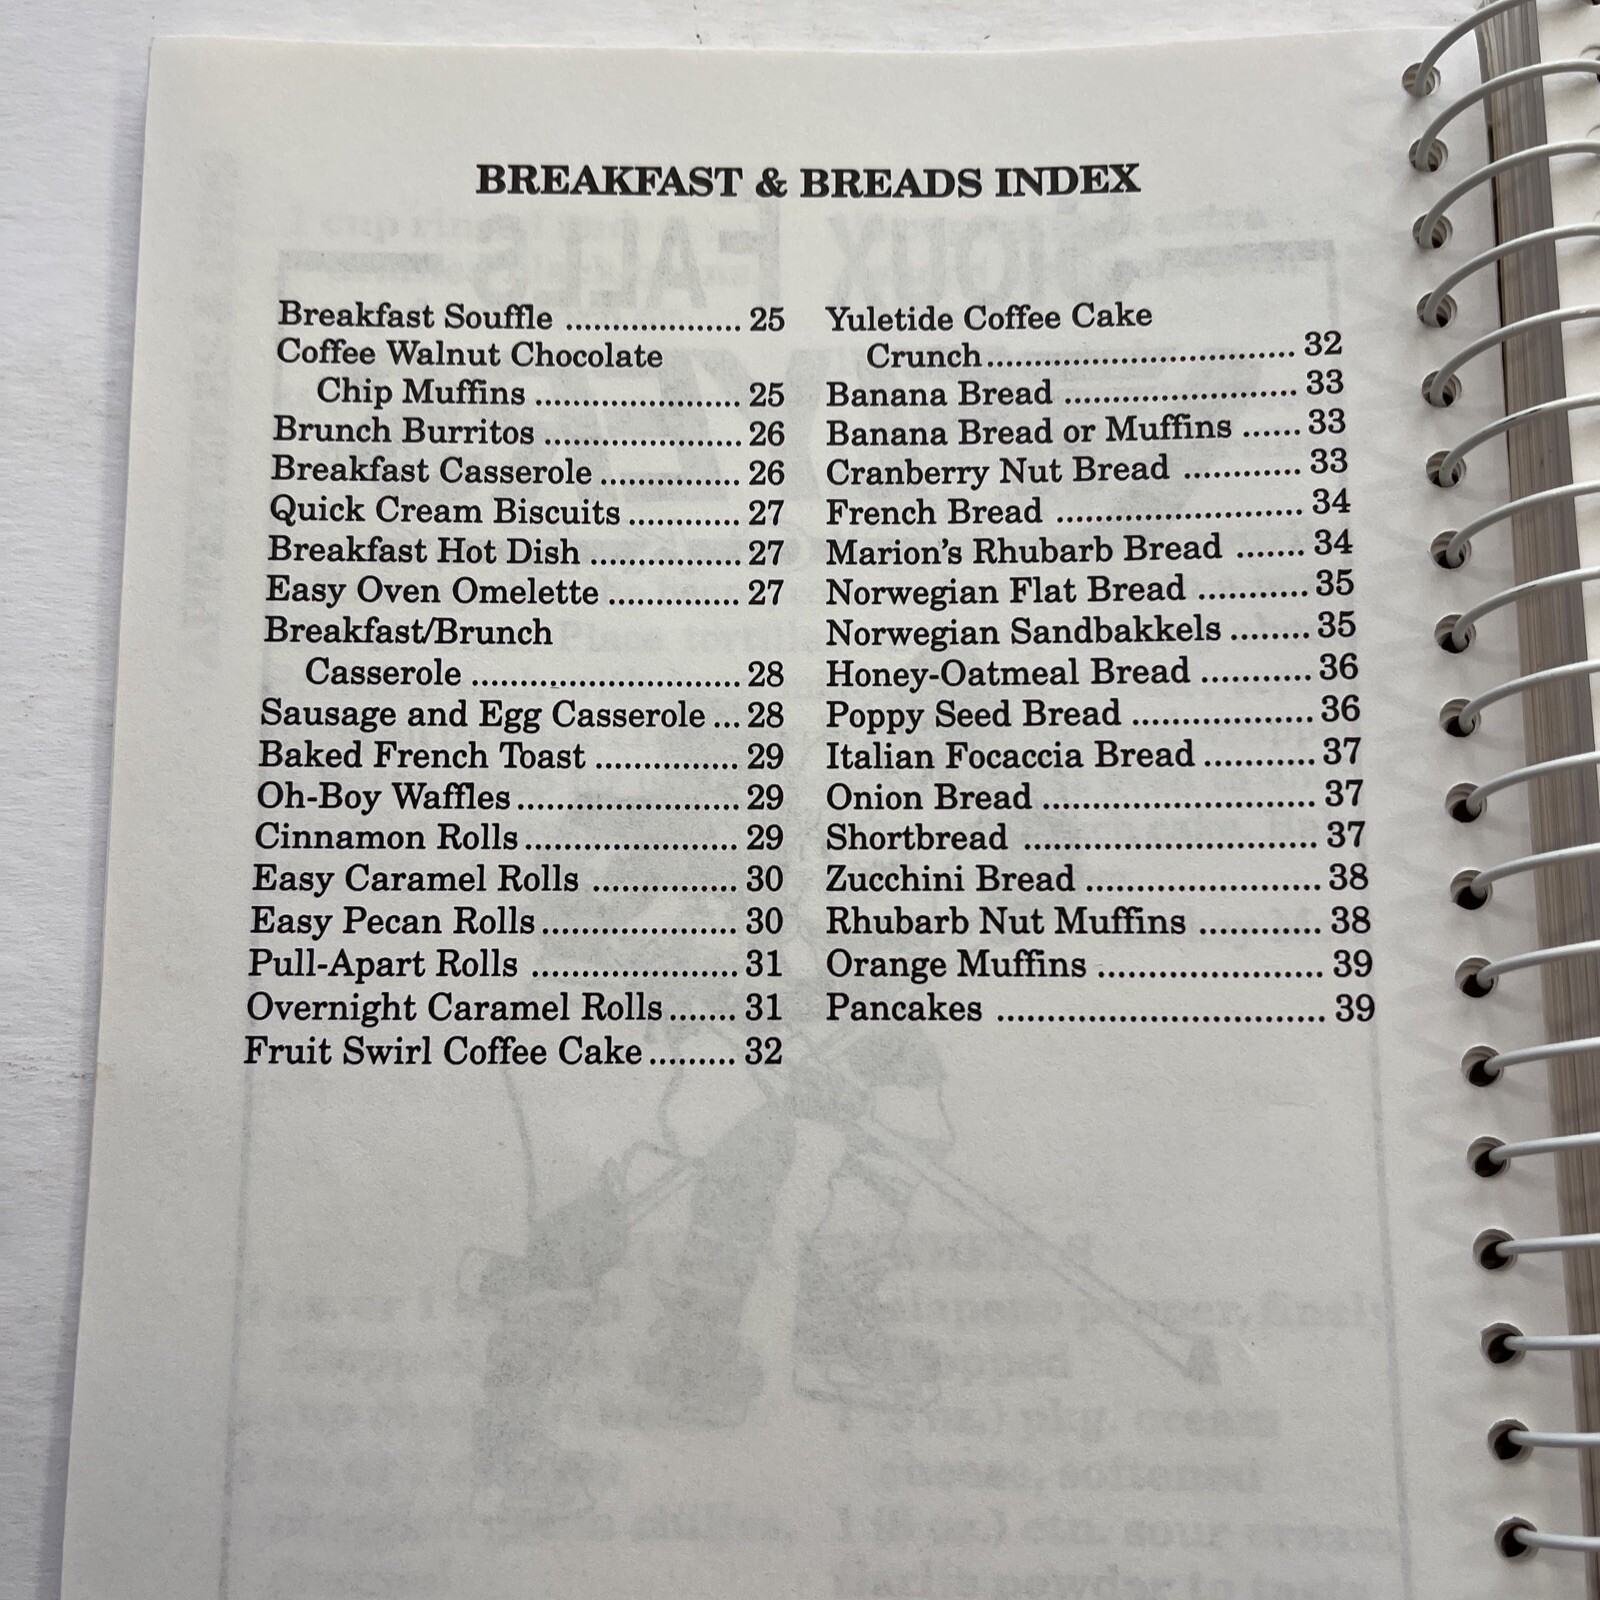 BREAKFAST & BREADS INDEX
Breakfast Souffle ................... 25
Coffee Walnut Chocolate
Chip Muffins ..................... 25
Brunch Burritos ..................... 26
Breakfast Casserole ............... 26
Quick Cream Biscuits ............ 27
Breakfast Hot Dish ............... 27
Easy Oven Omelette .............. 27
Breakfast/Brunch
Casserole ........................... 28
Sausage and Egg Casserole ... 28
Baked French Toast ............... 29
Oh-Boy Waffles ....................... 29
Cinnamon Rolls ...................... 29
Easy Caramel Rolls ............... 30
Easy Pecan Rolls .................... 30
Pull-Apart Rolls ..................... 31
Overnight Caramel Rolls ....... 31
Fruit Swirl Coffee Cake ......... 32
Yuletide Coffee Cake
Crunch ............................... 32
Banana Bread ........................ 33
Banana Bread or Muffins ...... 33
Cranberry Nut Bread ............ 33
French Bread ......................... 34
Marion's Rhubarb Bread ....... 34
Norwegian Flat Bread ........... 35
Norwegian Sandbakkels ........ 35
Honey-Oatmeal Bread ........... 36
Poppy Seed Bread .................. 36
Italian Focaccia Bread ........... 37
Onion Bread ........................... 37
Shortbread ............................. 37
Zucchini Bread ....................... 38
Rhubarb Nut Muffins ............ 38
Orange Muffins ...................... 39
Pancakes ................................ 39
SIOUX FALLS